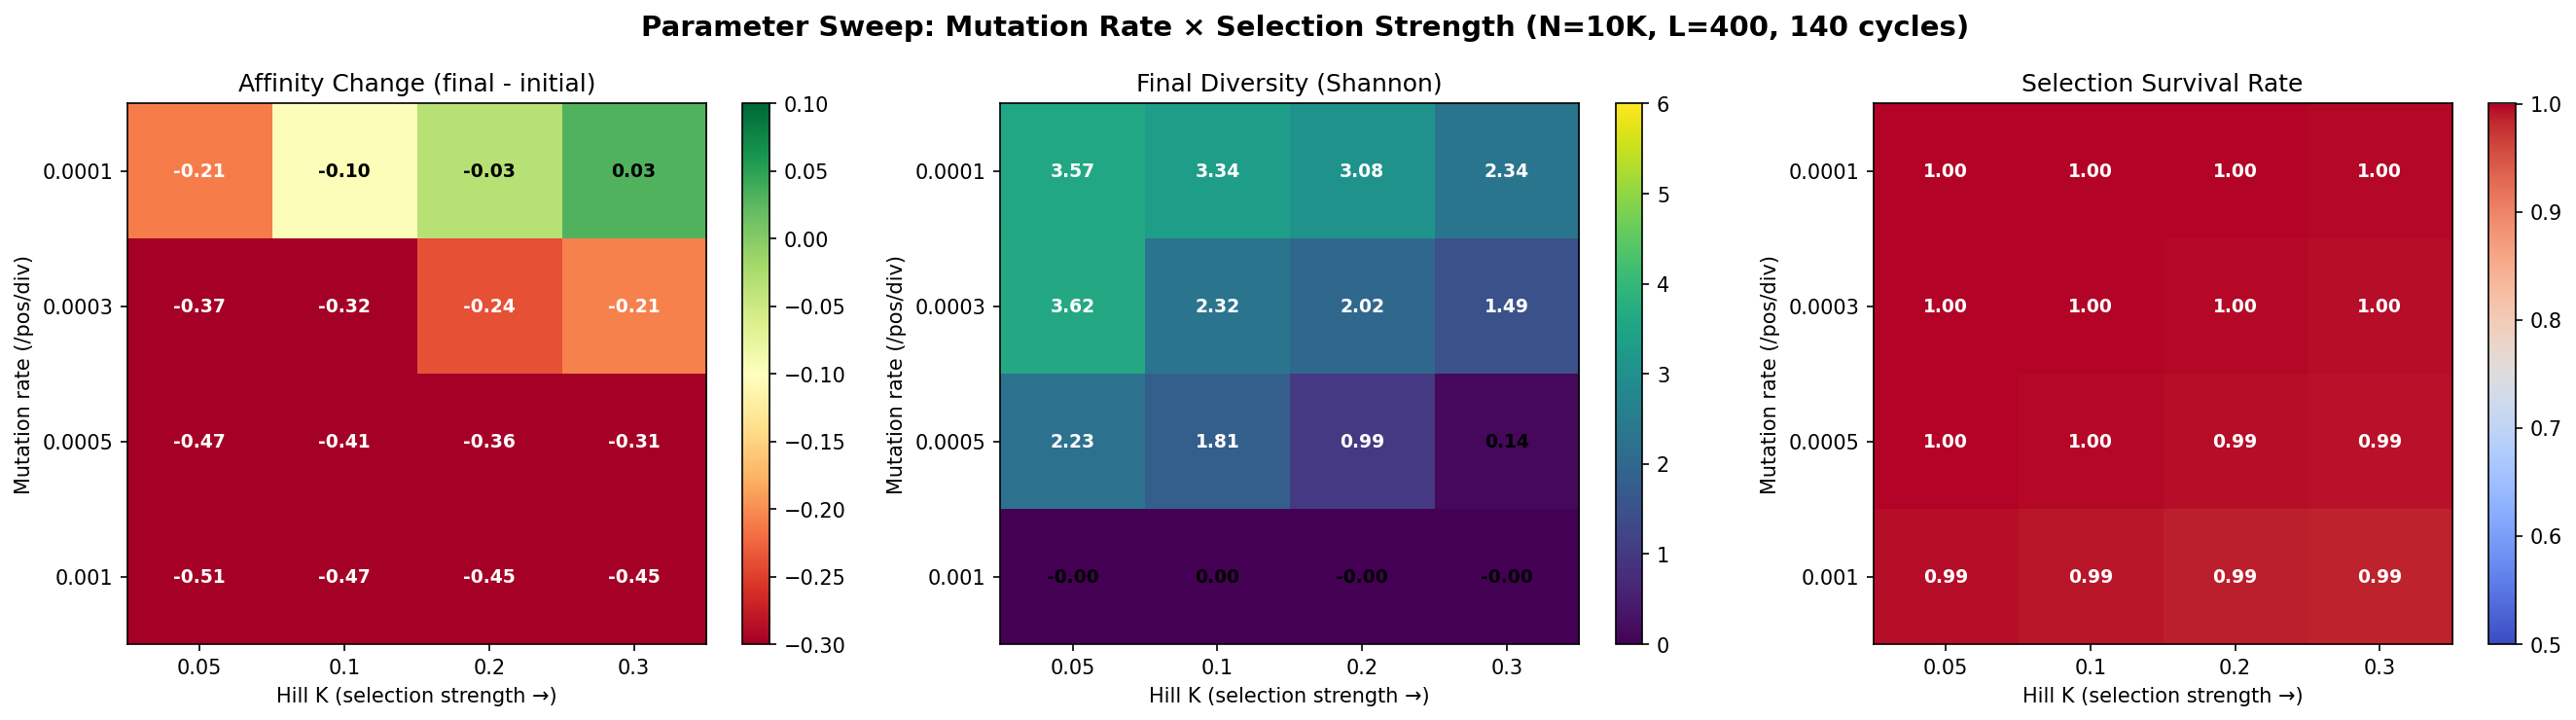 Parameter Sweep: Mutation Rate × Selection Strength (N=10K, L=400, 140 cycles)
Affinity Change (final - initial)
Mutation rate (/pos/div)
0.0001
0.0003
0.0005
0.001
-0.21 -0.10 -0.03 0.03
-0.37 -0.32 -0.24 -0.21
-0.47 -0.41 -0.36 -0.31
-0.51 -0.47 -0.45 -0.45
0.05 0.1 0.2 0.3
Hill K (selection strength →)
0.10
0.05
0.00
−0.05
−0.10
−0.15
−0.20
−0.25
−0.30
Final Diversity (Shannon)
Mutation rate (/pos/div)
0.0001
0.0003
0.0005
0.001
3.57 3.34 3.08 2.34
3.62 2.32 2.02 1.49
2.23 1.81 0.99 0.14
-0.00 0.00 -0.00 -0.00
0.05 0.1 0.2 0.3
Hill K (selection strength →)
6
5
4
3
2
1
0
Selection Survival Rate
Mutation rate (/pos/div)
0.0001
0.0003
0.0005
0.001
1.00 1.00 1.00 1.00
1.00 1.00 1.00 1.00
1.00 1.00 0.99 0.99
0.99 0.99 0.99 0.99
0.05 0.1 0.2 0.3
Hill K (selection strength →)
1.0
0.9
0.8
0.7
0.6
0.5